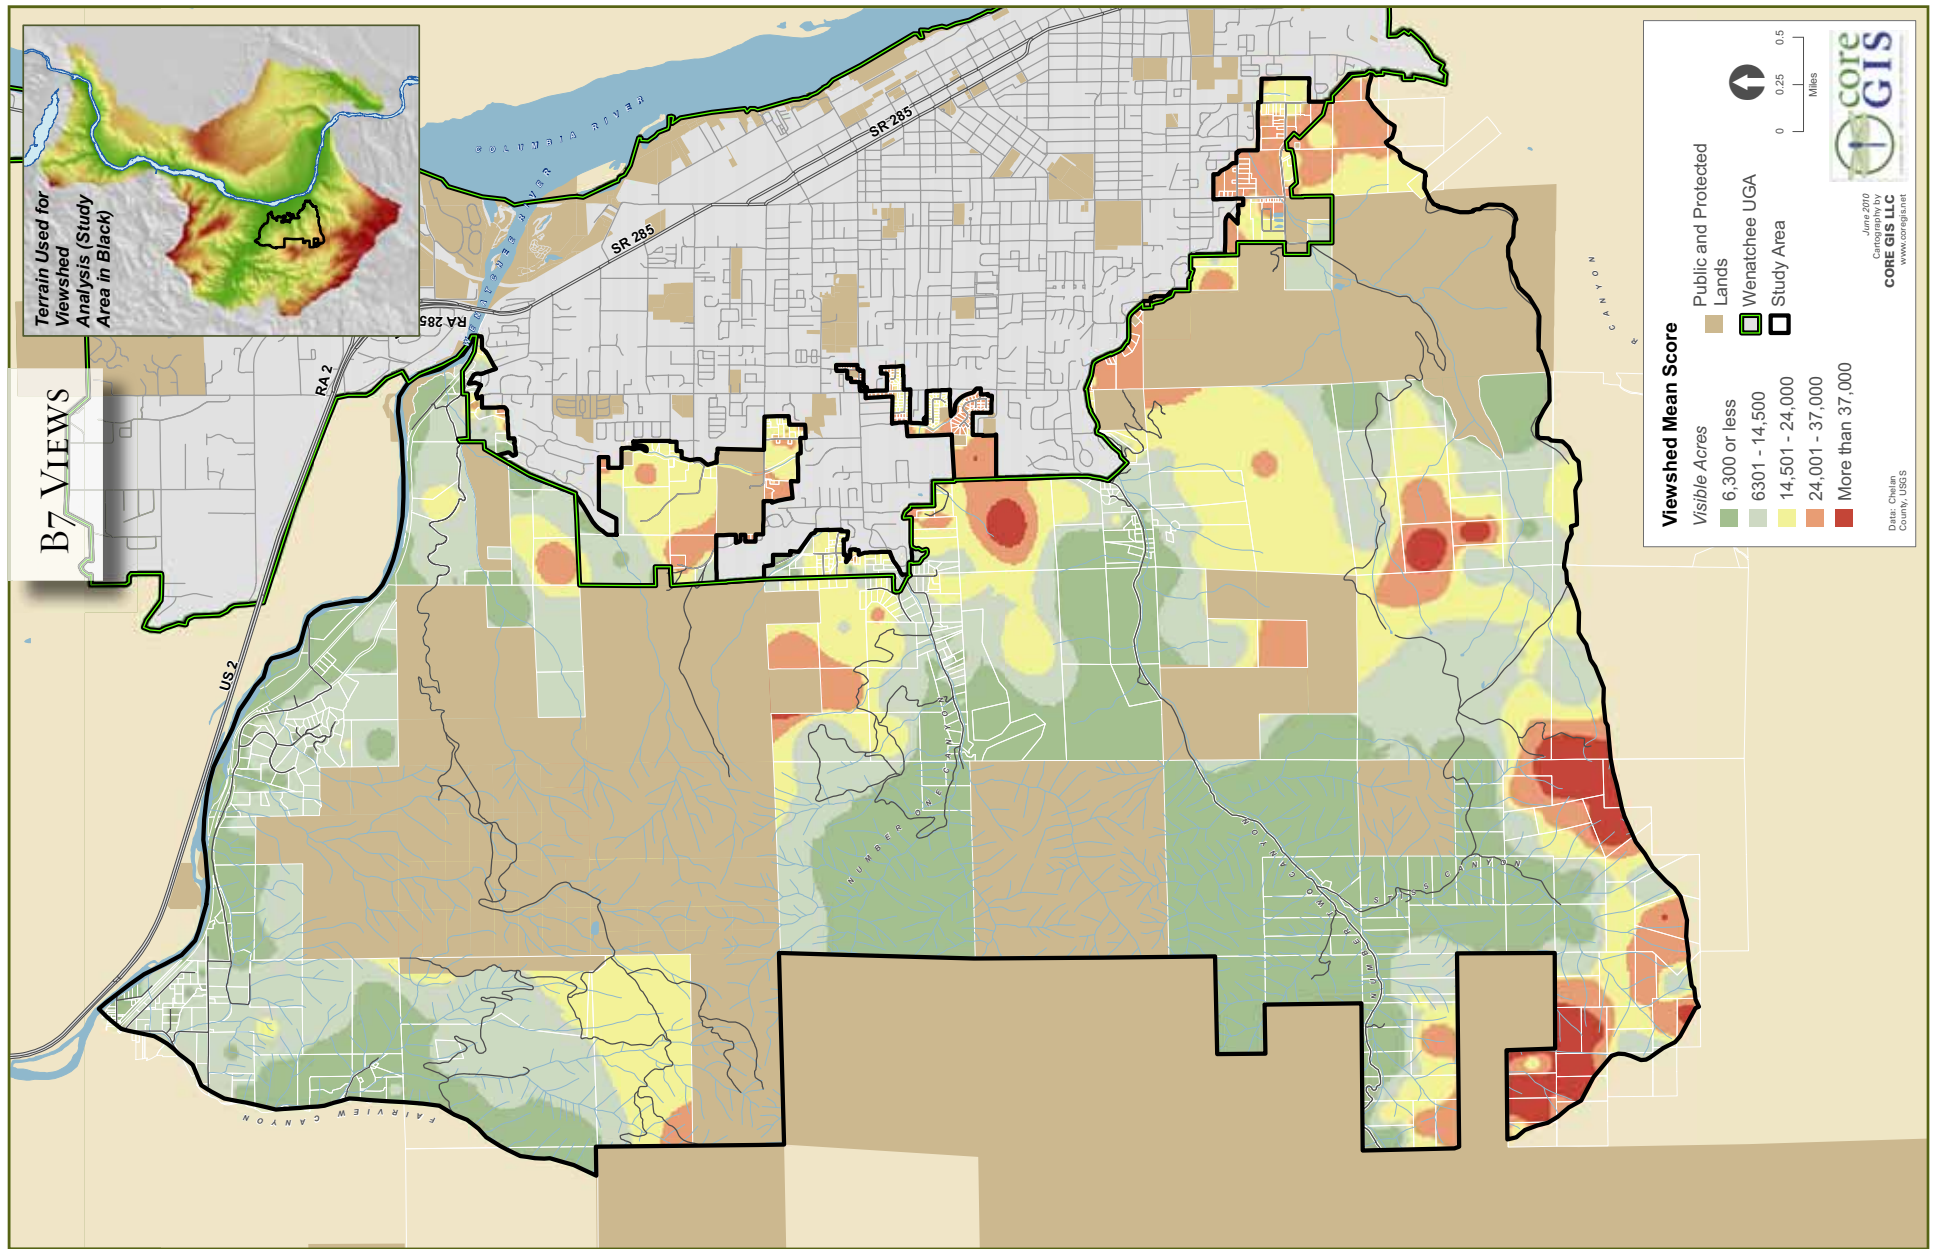 B7 VIEWS
Terrain Used for
Viewshed
Analysis (Study
Area in Black)
COLUMBIA RIVER
WENATCHEE RIVER
SR 285
SR 285
RA 285
RA 2
US 2
NUMBER ONE CANYON
NUMBER TWO CANYON
STISS CANYON
FAIRVIEW CANYON
CANYON
R
Viewshed Mean Score
Visible Acres
6,300 or less
6301 - 14,500
14,501 - 24,000
24,001 - 37,000
More than 37,000
Public and Protected
Lands
Wenatchee UGA
Study Area
0 0.25 0.5
Miles
Data: Chelan
County, USGS
June 2010
Cartography by
CORE GIS LLC
www.coregis.net
core
GIS